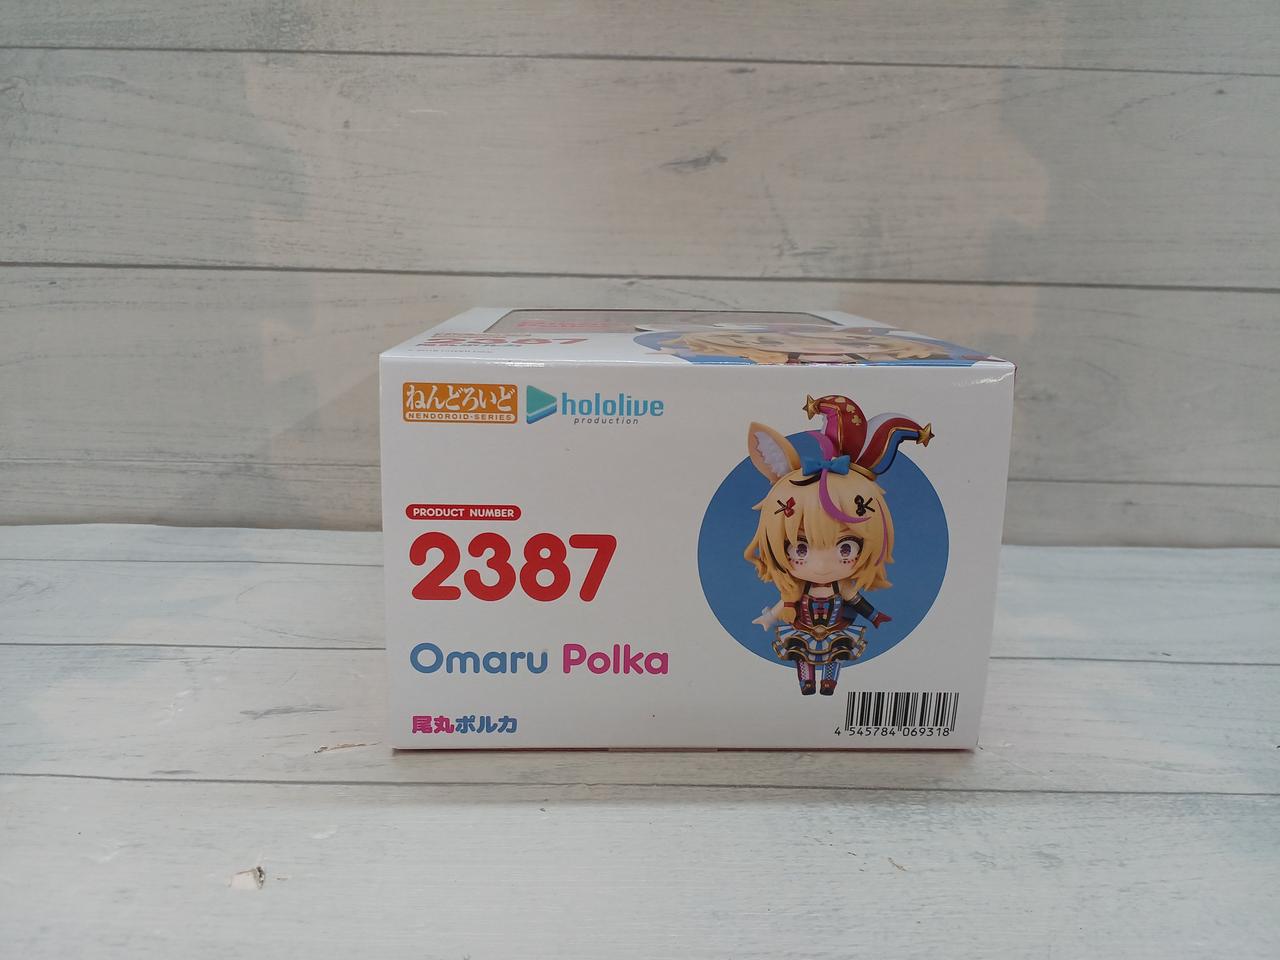 2387
ねんどろいど
NENDOROID-SERIES
hololive
production
PRODUCT NUMBER
2387
Omaru Polka
尾丸ポルカ
4 545784 069318